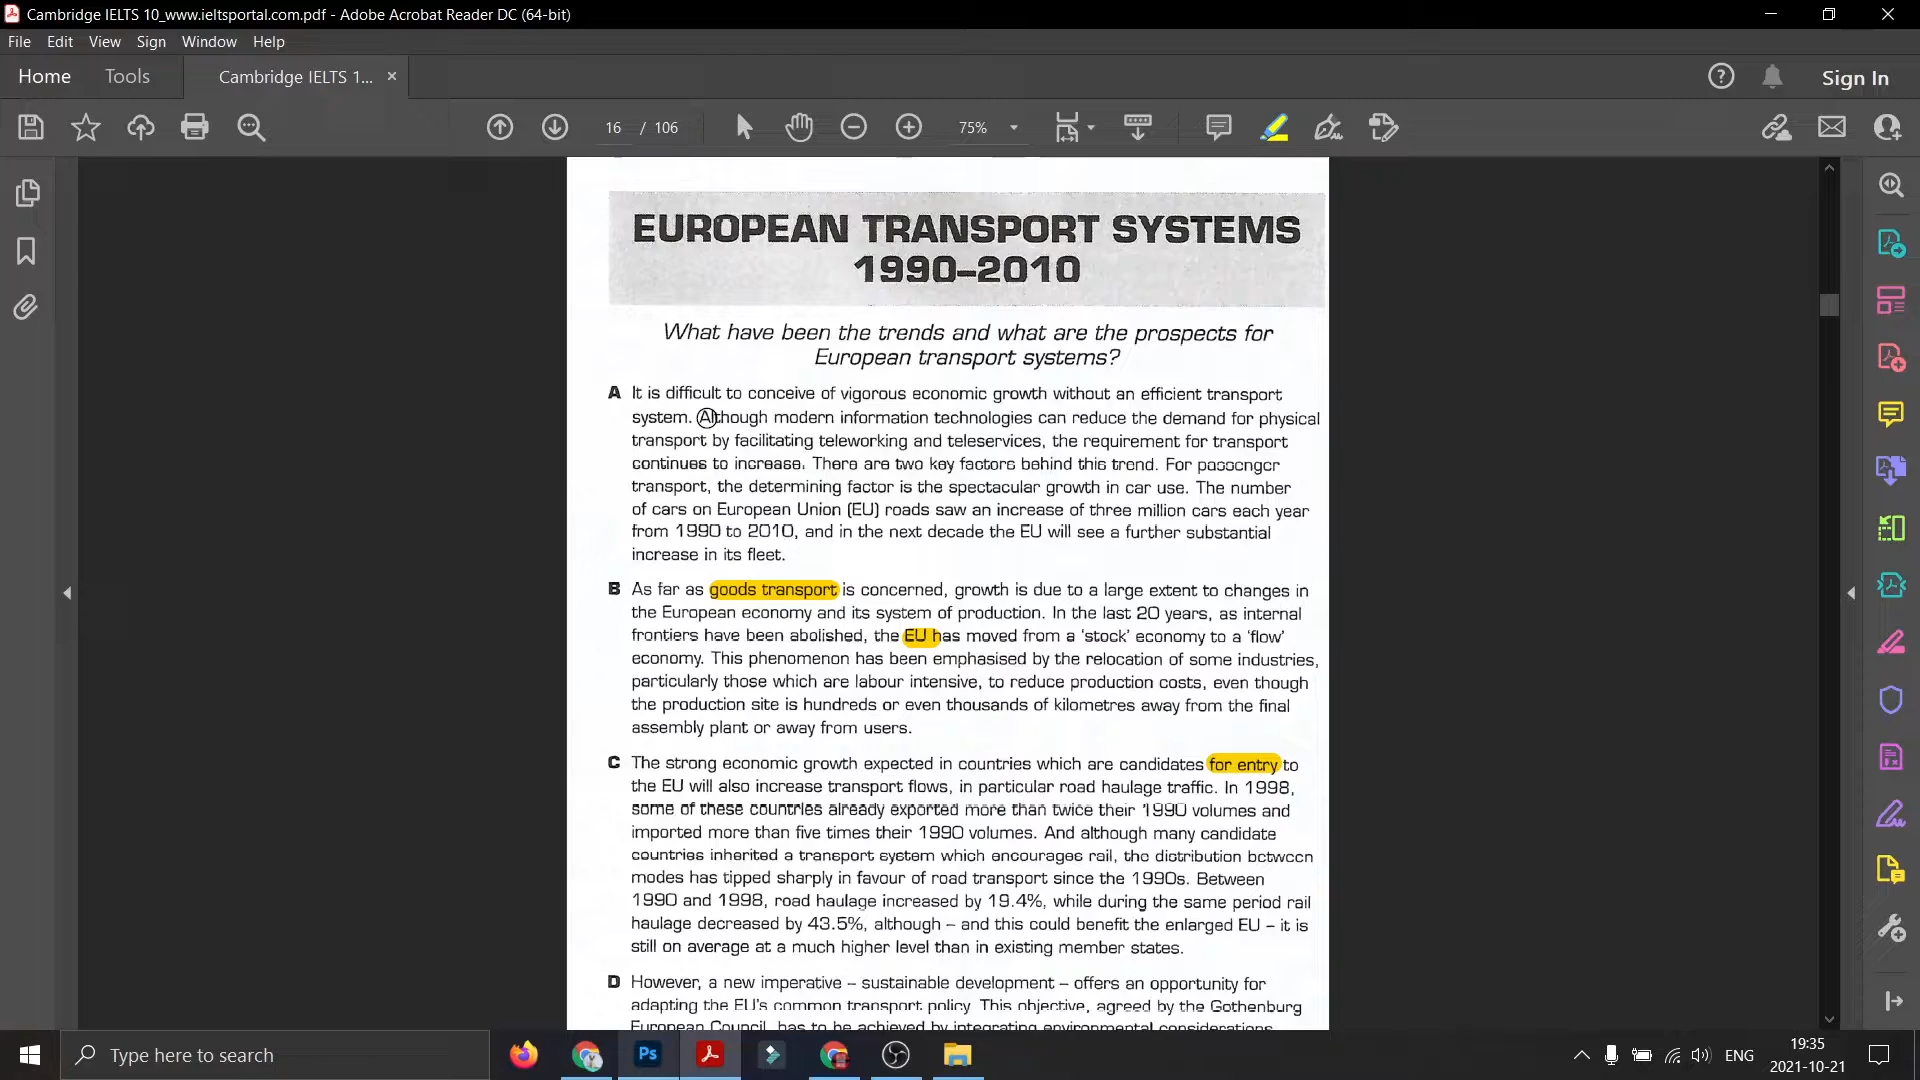 Cambridge IELTS 10_www.ieltsportal.com.pdf - Adobe Acrobat Reader DC (64-bit)
File Edit View Sign Window Help
Home Tools Cambridge IELTS 1... × Sign In
16 / 106 75%
EUROPEAN TRANSPORT SYSTEMS
1990–2010
What have been the trends and what are the prospects for
European transport systems?
A It is difficult to conceive of vigorous economic growth without an efficient transport
system. Although modern information technologies can reduce the demand for physical
transport by facilitating teleworking and teleservices, the requirement for transport
continues to increase. There are two key factors behind this trend. For passenger
transport, the determining factor is the spectacular growth in car use. The number
of cars on European Union (EU) roads saw an increase of three million cars each year
from 1990 to 2010, and in the next decade the EU will see a further substantial
increase in its fleet.
B As far as goods transport is concerned, growth is due to a large extent to changes in
the European economy and its system of production. In the last 20 years, as internal
frontiers have been abolished, the EU has moved from a 'stock' economy to a 'flow'
economy. This phenomenon has been emphasised by the relocation of some industries,
particularly those which are labour intensive, to reduce production costs, even though
the production site is hundreds or even thousands of kilometres away from the final
assembly plant or away from users.
C The strong economic growth expected in countries which are candidates for entry to
the EU will also increase transport flows, in particular road haulage traffic. In 1998,
some of these countries already exported more than twice their 1990 volumes and
imported more than five times their 1990 volumes. And although many candidate
countries inherited a transport system which encourages rail, the distribution between
modes has tipped sharply in favour of road transport since the 1990s. Between
1990 and 1998, road haulage increased by 19.4%, while during the same period rail
haulage decreased by 43.5%, although – and this could benefit the enlarged EU – it is
still on average at a much higher level than in existing member states.
D However, a new imperative – sustainable development – offers an opportunity for
adapting the EU's common transport policy. This objective, agreed by the Gothenburg
European Council, has to be achieved by integrating environmental considerations
Type here to search
Ps
ENG
19:35
2021-10-21